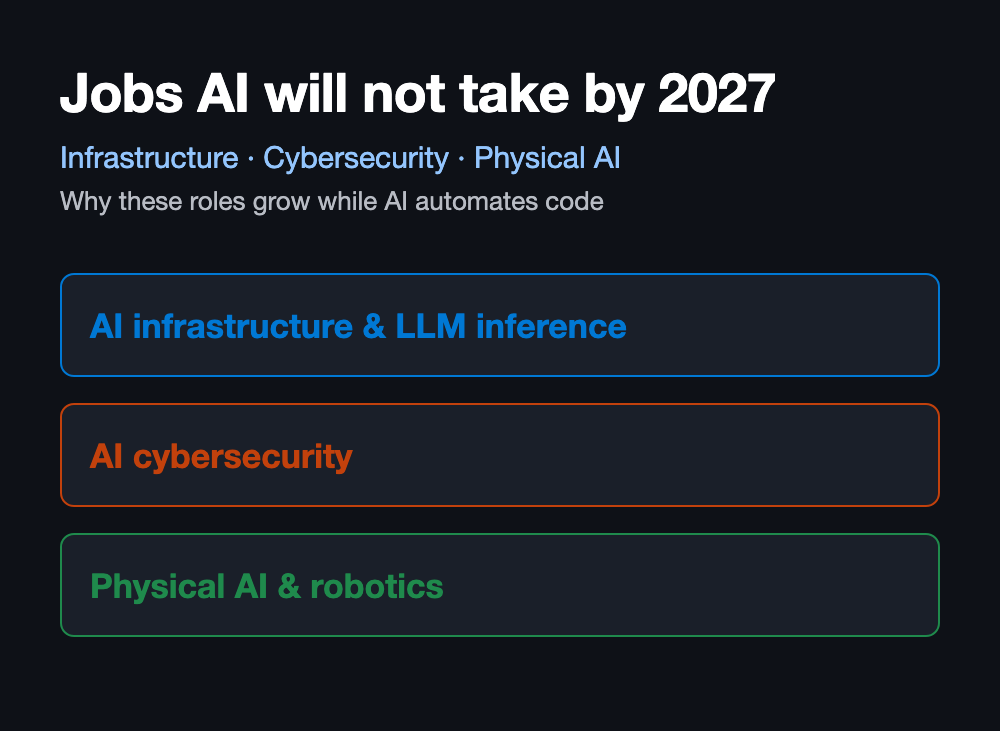 Jobs AI will not take by 2027
Infrastructure · Cybersecurity · Physical AI
Why these roles grow while AI automates code
AI infrastructure & LLM inference
AI cybersecurity
Physical AI & robotics